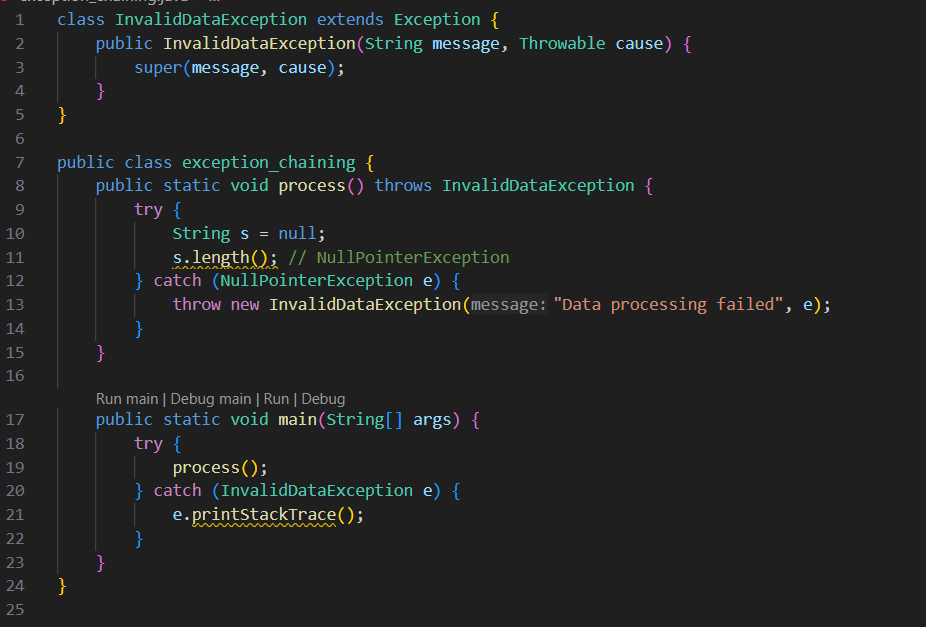 1 class InvalidDataException extends Exception {
2     public InvalidDataException(String message, Throwable cause) {
3         super(message, cause);
4     }
5 }
6
7 public class exception_chaining {
8     public static void process() throws InvalidDataException {
9         try {
10             String s = null;
11             s.length(); // NullPointerException
12         } catch (NullPointerException e) {
13             throw new InvalidDataException(message: "Data processing failed", e);
14         }
15     }
16
Run main | Debug main | Run | Debug
17     public static void main(String[] args) {
18         try {
19             process();
20         } catch (InvalidDataException e) {
21             e.printStackTrace();
22         }
23     }
24 }
25